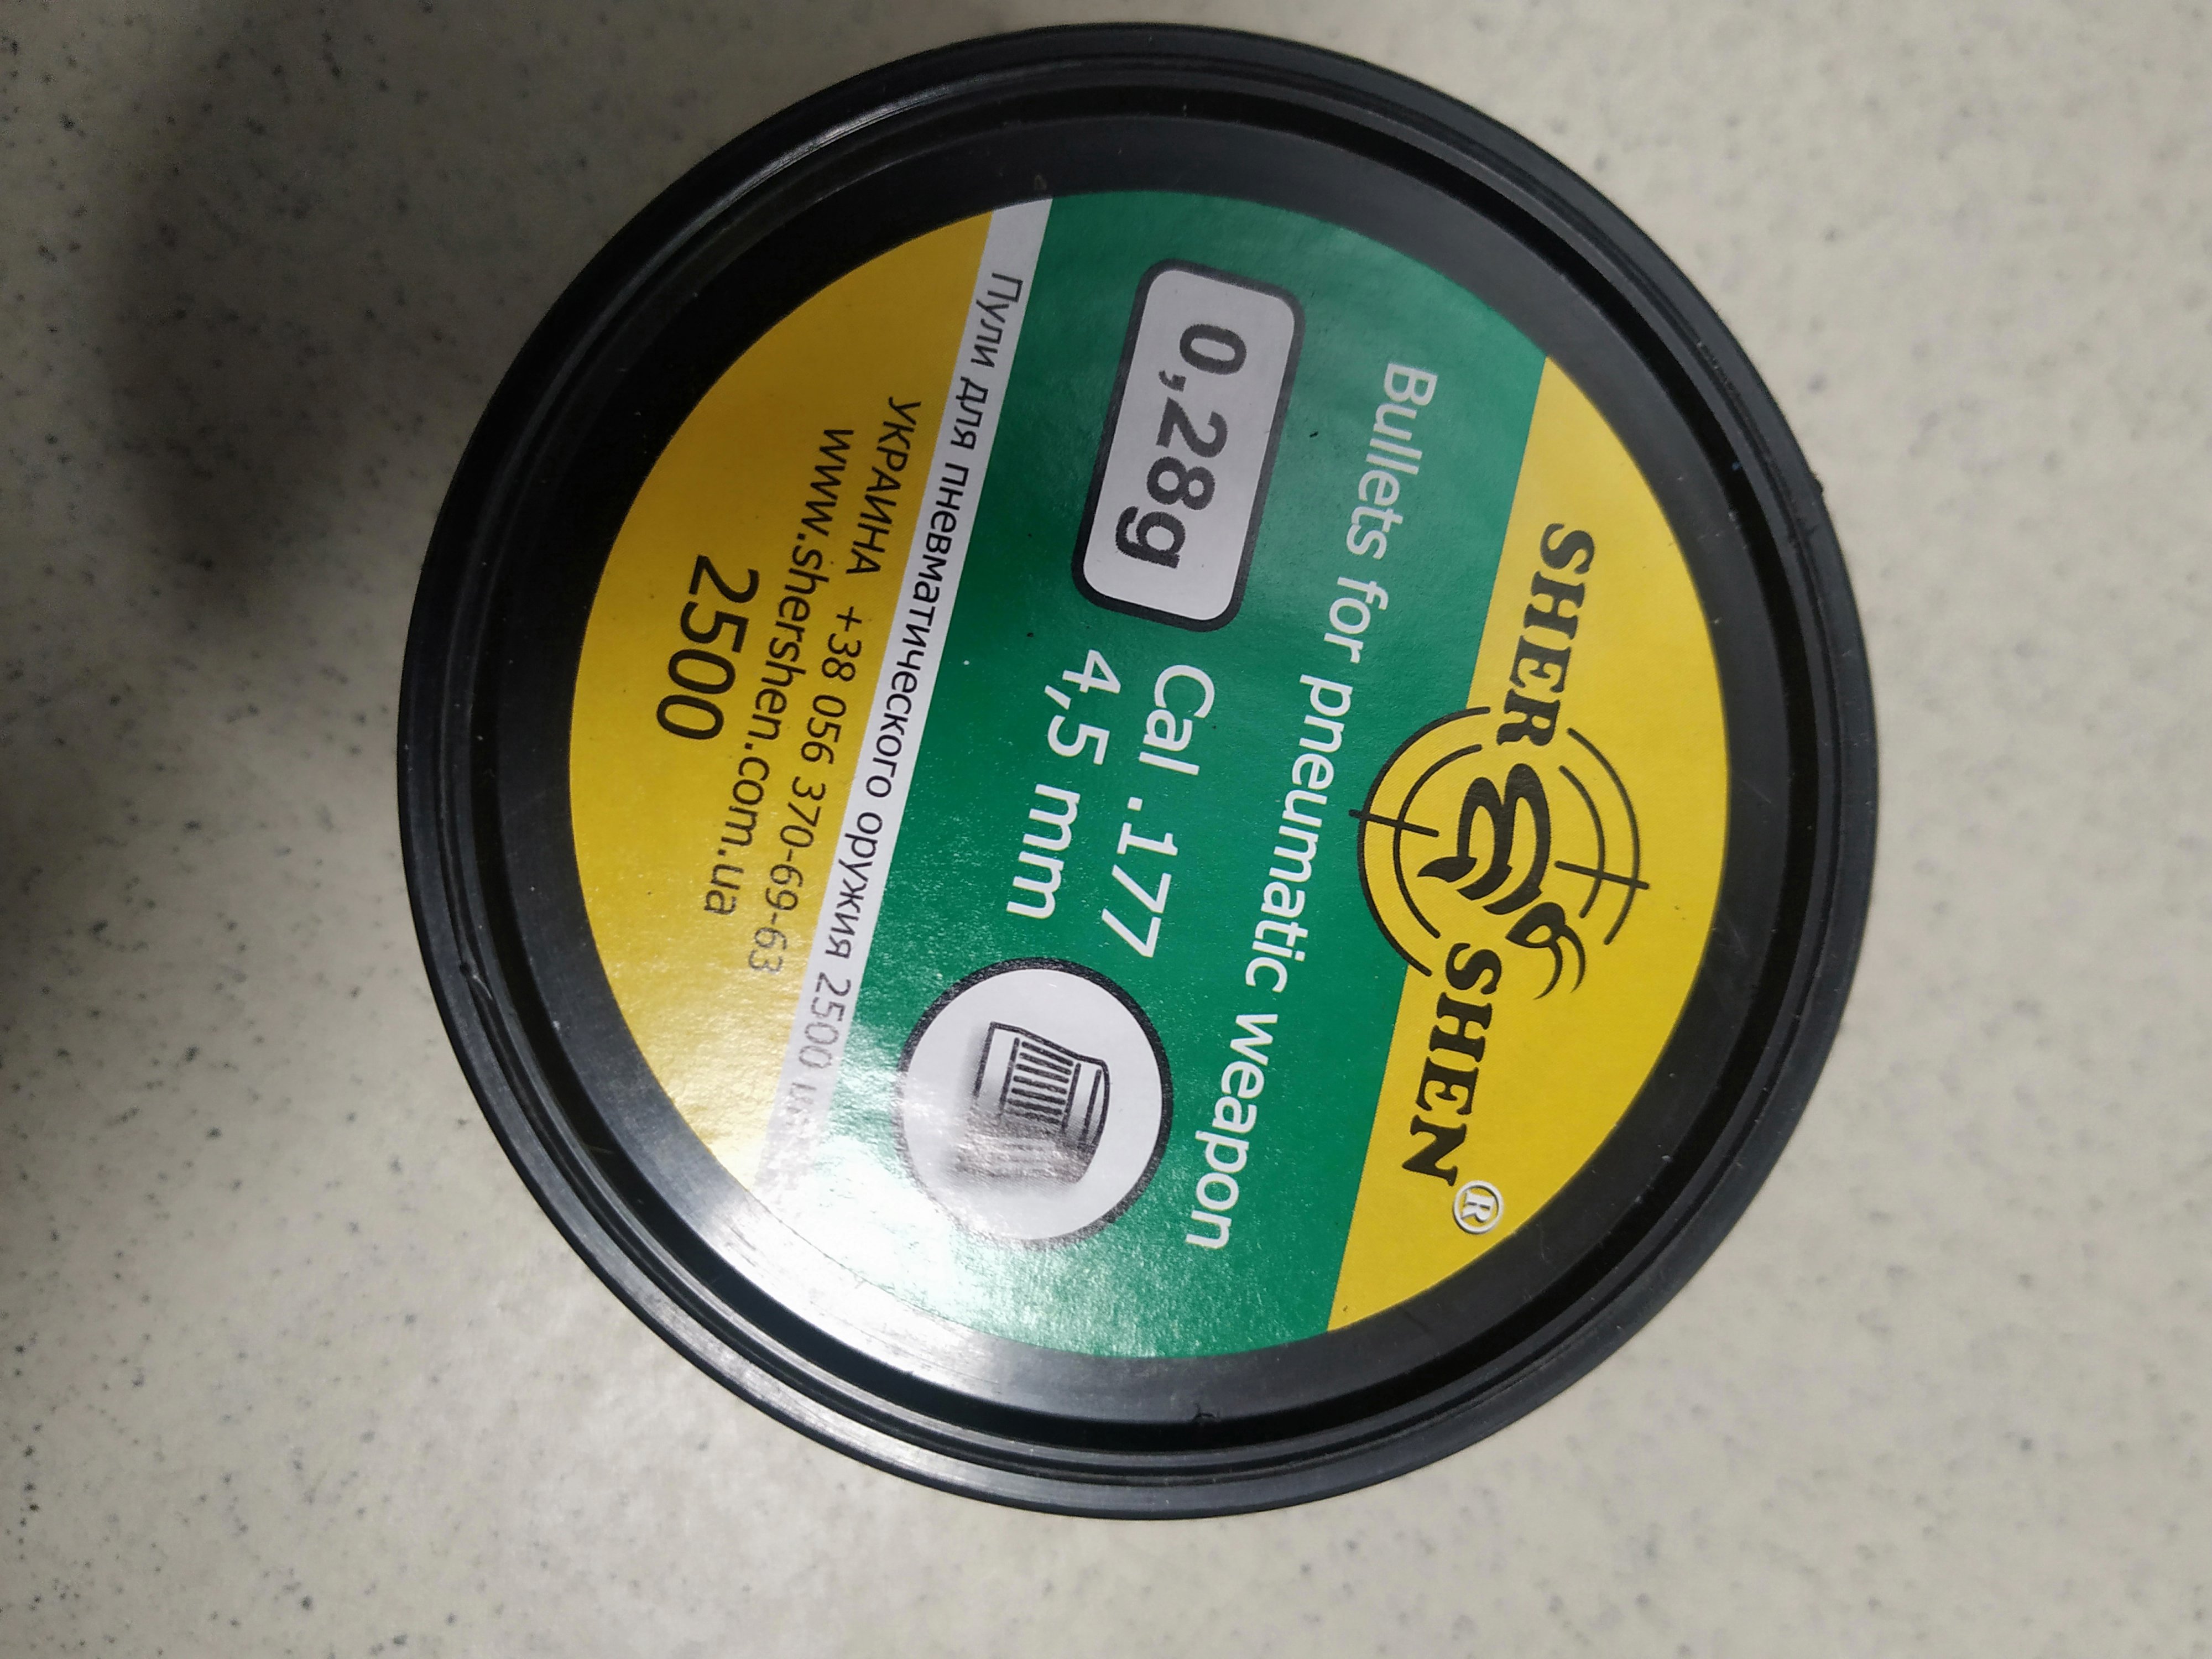 SHER SHEN®
Bullets for pneumatic weapon
0,28g
Cal .177
4,5 mm
Пули для пневматического оружия 2500
УКРАИНА +38 056 370-69-63
www.shershen.com.ua
2500